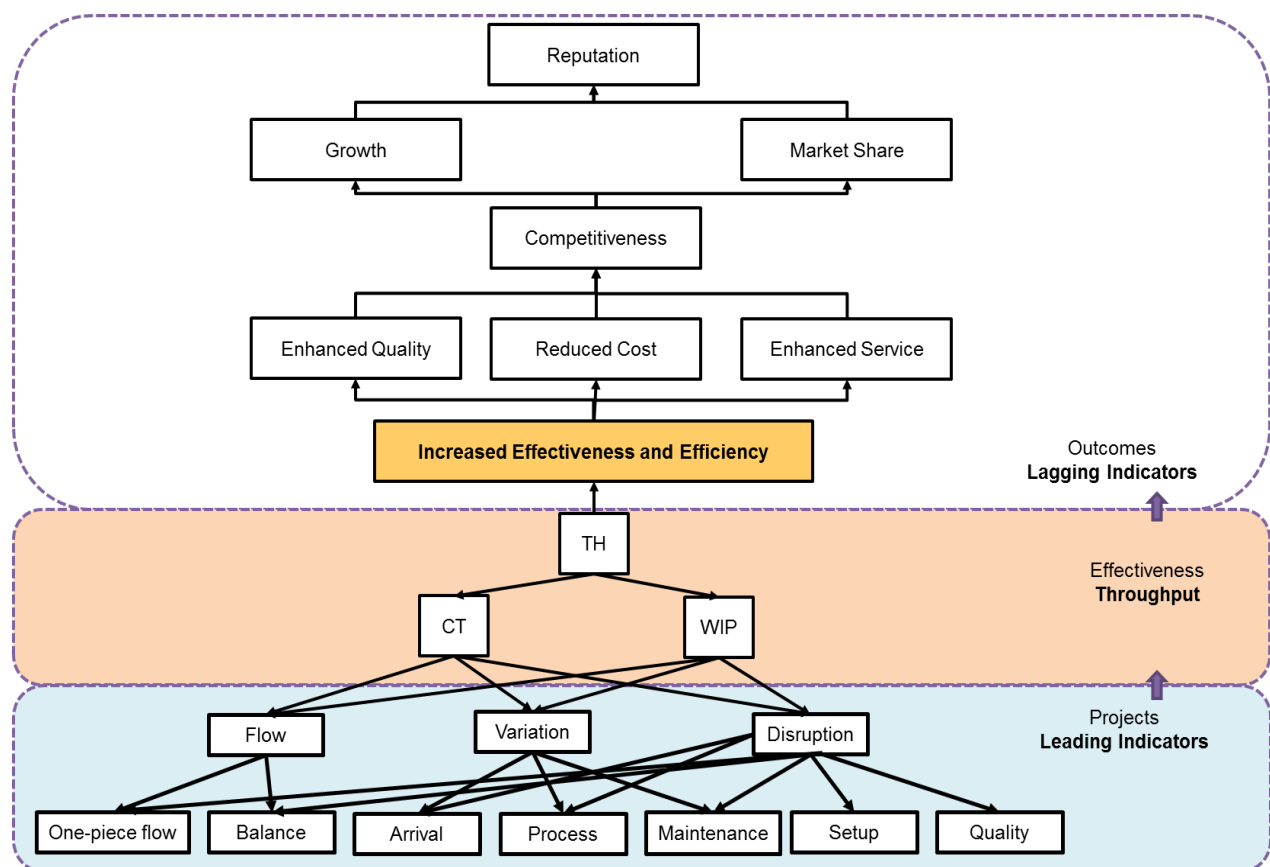 Reputation
Growth
Market Share
Competitiveness
Enhanced Quality
Reduced Cost
Enhanced Service
Increased Effectiveness and Efficiency
Outcomes
Lagging Indicators
TH
Effectiveness
Throughput
CT
WIP
Projects
Leading Indicators
Flow
Variation
Disruption
One-piece flow
Balance
Arrival
Process
Maintenance
Setup
Quality